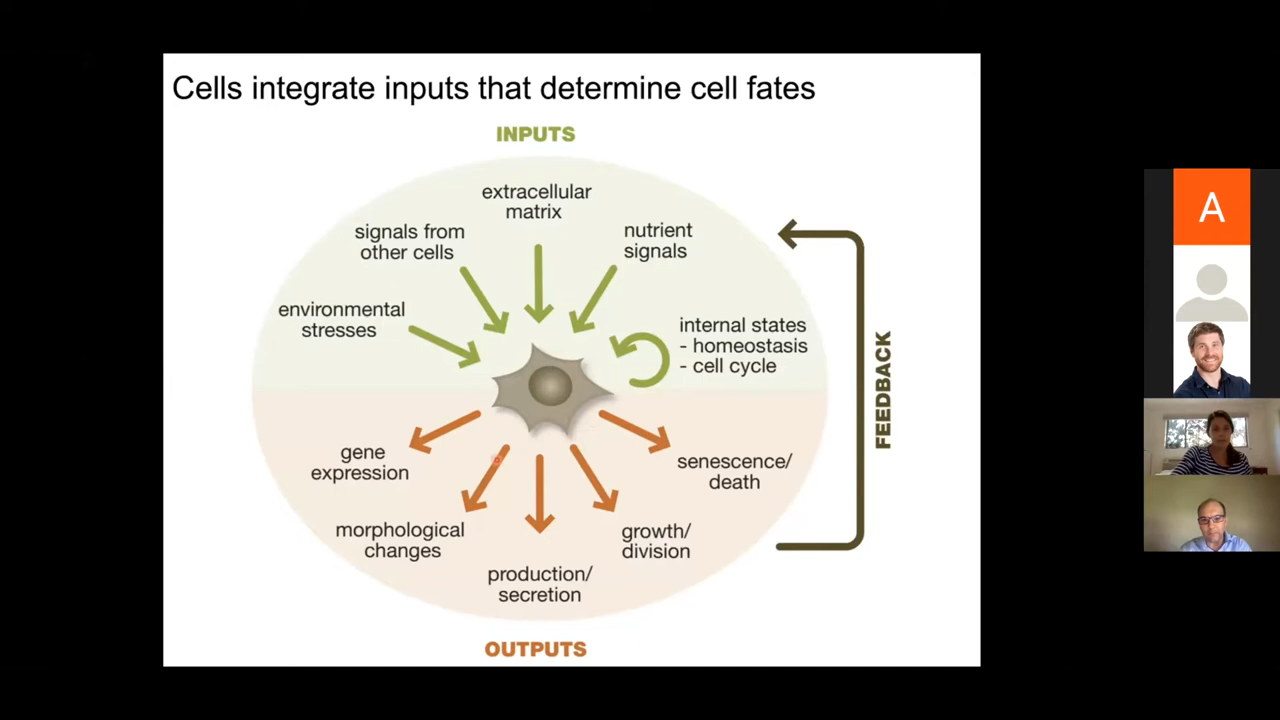 Cells integrate inputs that determine cell fates
INPUTS
extracellular
matrix
signals from
other cells
nutrient
signals
environmental
stresses
internal states
- homeostasis
- cell cycle
FEEDBACK
gene
expression
senescence/
death
morphological
changes
growth/
division
production/
secretion
OUTPUTS
A